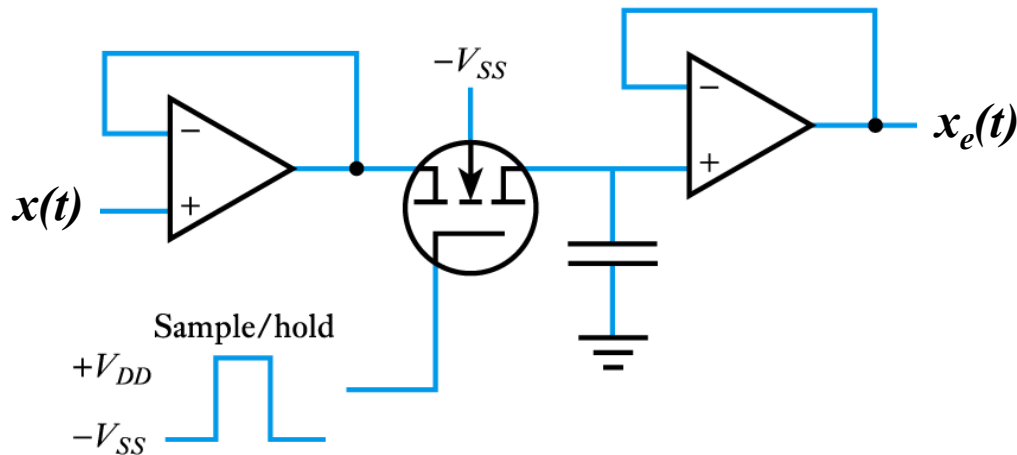 −V_SS
−
+
x(t)
−
+
x_e(t)
Sample/hold
+V_DD
−V_SS